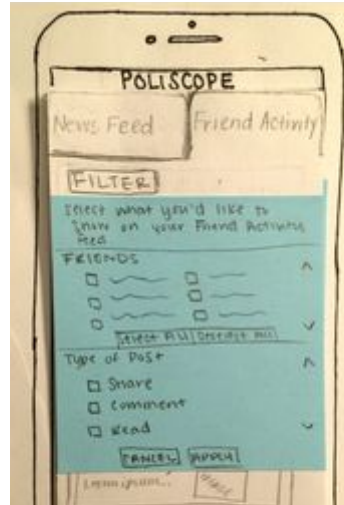 POLISCOPE
News Feed Friend Activity
FILTER
Select what you'd like to
show on your Friend Activity
feed
FRIENDS
Select All Deselect All
Type of Post
Share
Comment
Read
CANCEL APPLY